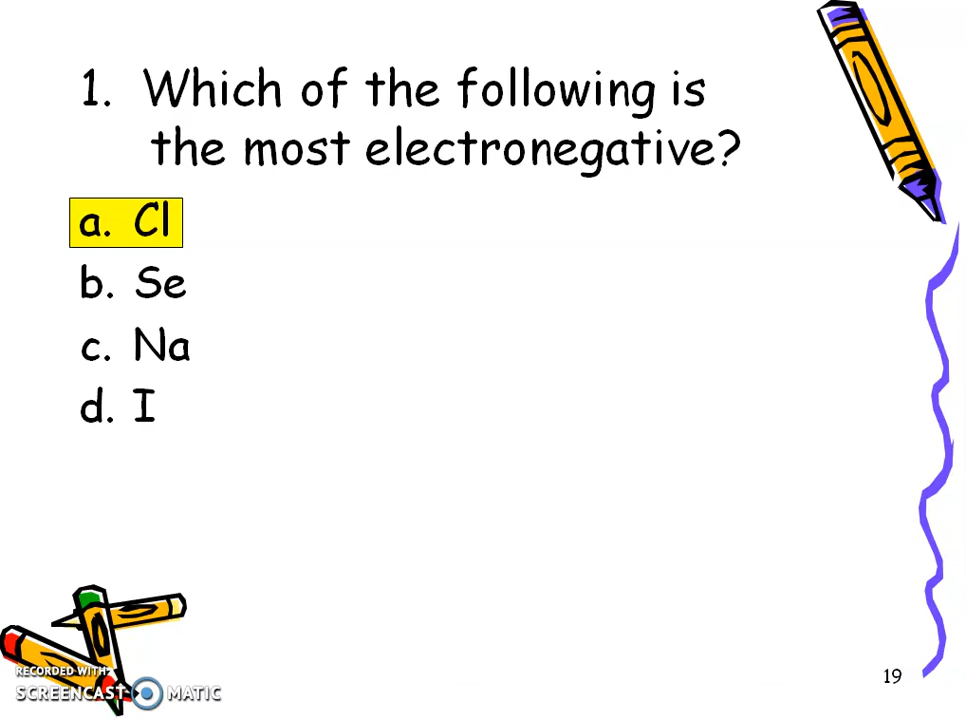 1. Which of the following is
the most electronegative?
a. Cl
b. Se
c. Na
d. I
RECORDED WITH
SCREENCAST MATIC
19